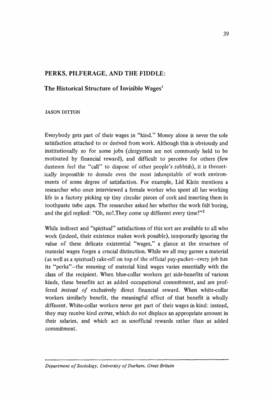 39
PERKS, PILFERAGE, AND THE FIDDLE:
The Historical Structure of Invisible Wages¹
JASON DITTON
Everybody gets part of their wages in "kind." Money alone is never the sole
satisfaction attached to or derived from work. Although this is obviously and
institutionally so for some jobs (clergymen are not commonly held to be
motivated by financial reward), and difficult to perceive for others (few
dustmen feel the "call" to dispose of other people's rubbish), it is theoret-
ically impossible to denude even the most inhospitable of work environ-
ments of some degree of satisfaction. For example, Lisl Klein mentions a
researcher who once interviewed a female worker who spent all her working
life in a factory picking up tiny circular pieces of cork and inserting them in
toothpaste tube caps. The researcher asked her whether the work felt boring,
and the girl replied: "Oh, no!.They come up different every time!"²
While indirect and "spiritual" satisfactions of this sort are available to all who
work (indeed, their existence makes work possible), temporarily ignoring the
value of these delicate existential "wages," a glance at the structure of
material wages forges a crucial distinction. While we all may garner a material
(as well as a spiritual) take-off on top of the official pay-packet—every job has
its "perks"—the meaning of material kind wages varies essentially with the
class of the recipient. When blue-collar workers get side-benefits of various
kinds, these benefits act as added occupational commitment, and are prof-
fered instead of exclusively direct financial reward. When white-collar
workers similarly benefit, the meaningful effect of that benefit is wholly
different. White-collar workers never get part of their wages in kind: instead,
they may receive kind extras, which do not displace an appropriate amount in
their salaries, and which act as unofficial rewards rather than as added
commitment.
Department of Sociology, University of Durham, Great Britain